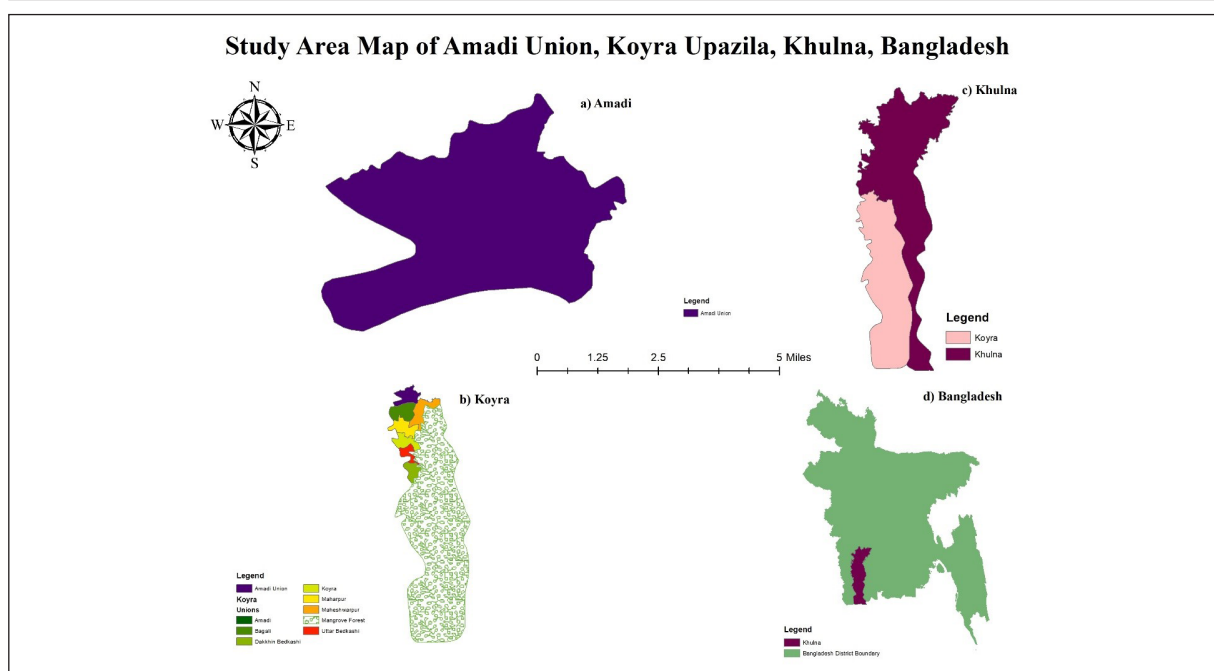 Study Area Map of Amadi Union, Koyra Upazila, Khulna, Bangladesh
N
W E
S
a) Amadi
Legend
Amadi Union
c) Khulna
Legend
Koyra
Khulna
0 1.25 2.5 5 Miles
b) Koyra
Legend
Amadi Union
Koyra
Unions
Amadi
Bagali
Dakkhin Bedkashi
Koyra
Maharpur
Maheshwarpur
Mangrove Forest
Uttar Bedkashi
d) Bangladesh
Legend
Khulna
Bangladesh District Boundary